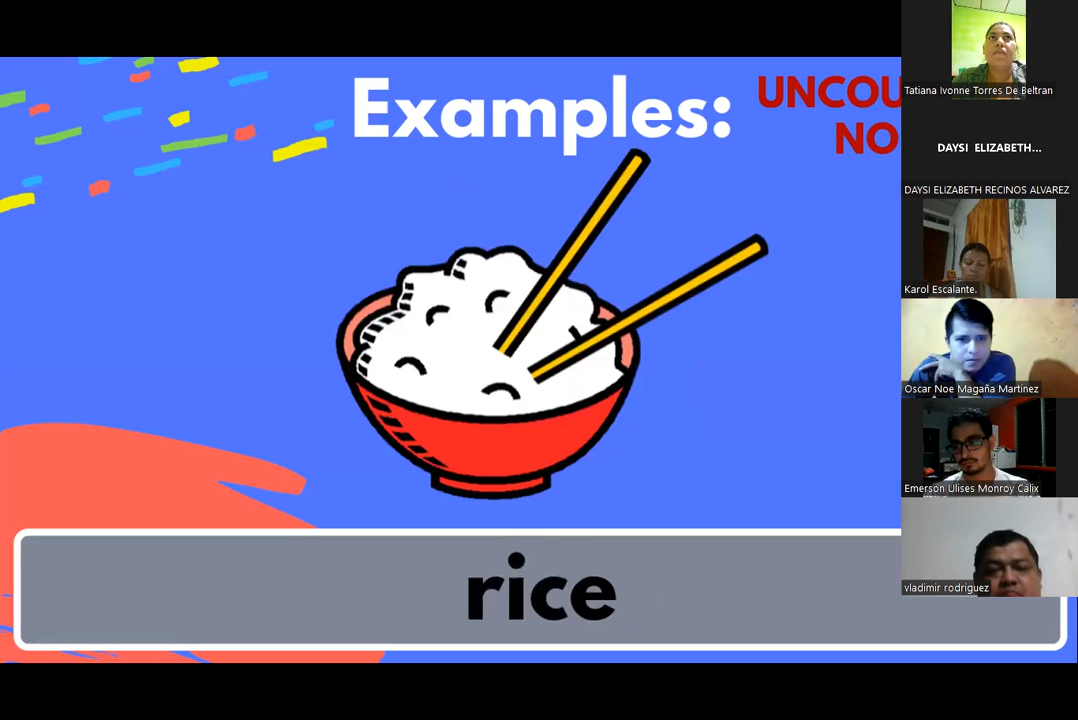 Examples:
UNCOU
NO
rice
Tatiana Ivonne Torres De Beltran
DAYSI ELIZABETH...
DAYSI ELIZABETH RECINOS ALVAREZ
Karol Escalante.
Oscar Noe Magaña Martinez
Emerson Ulises Monroy Cálix
vladimir rodriguez